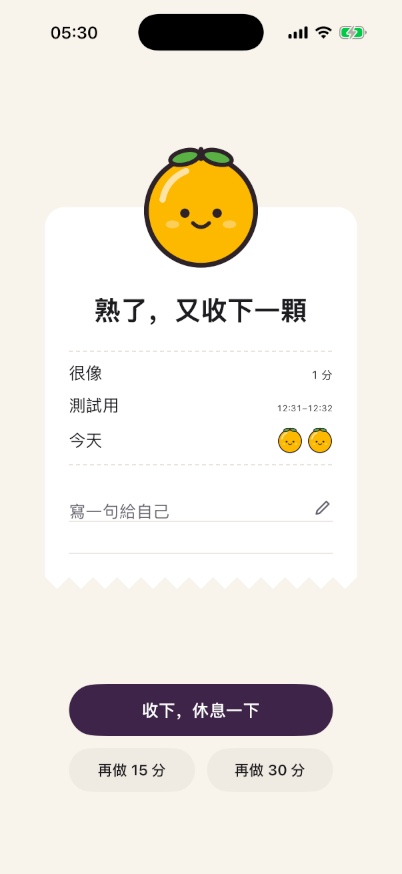 05:30
熟了，又收下一顆
很像 1 分
測試用 12:31–12:32
今天
寫一句給自己
收下，休息一下
再做 15 分 再做 30 分